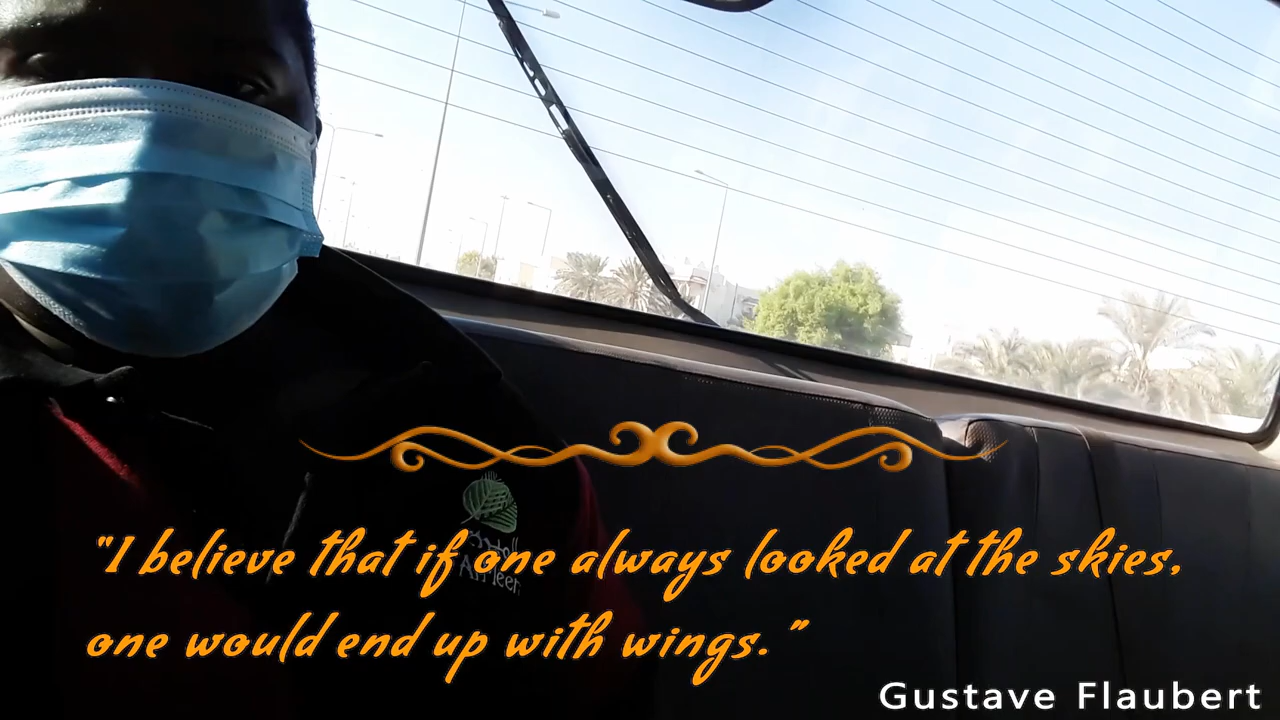 "I believe that if one always looked at the skies,
one would end up with wings."
Gustave Flaubert